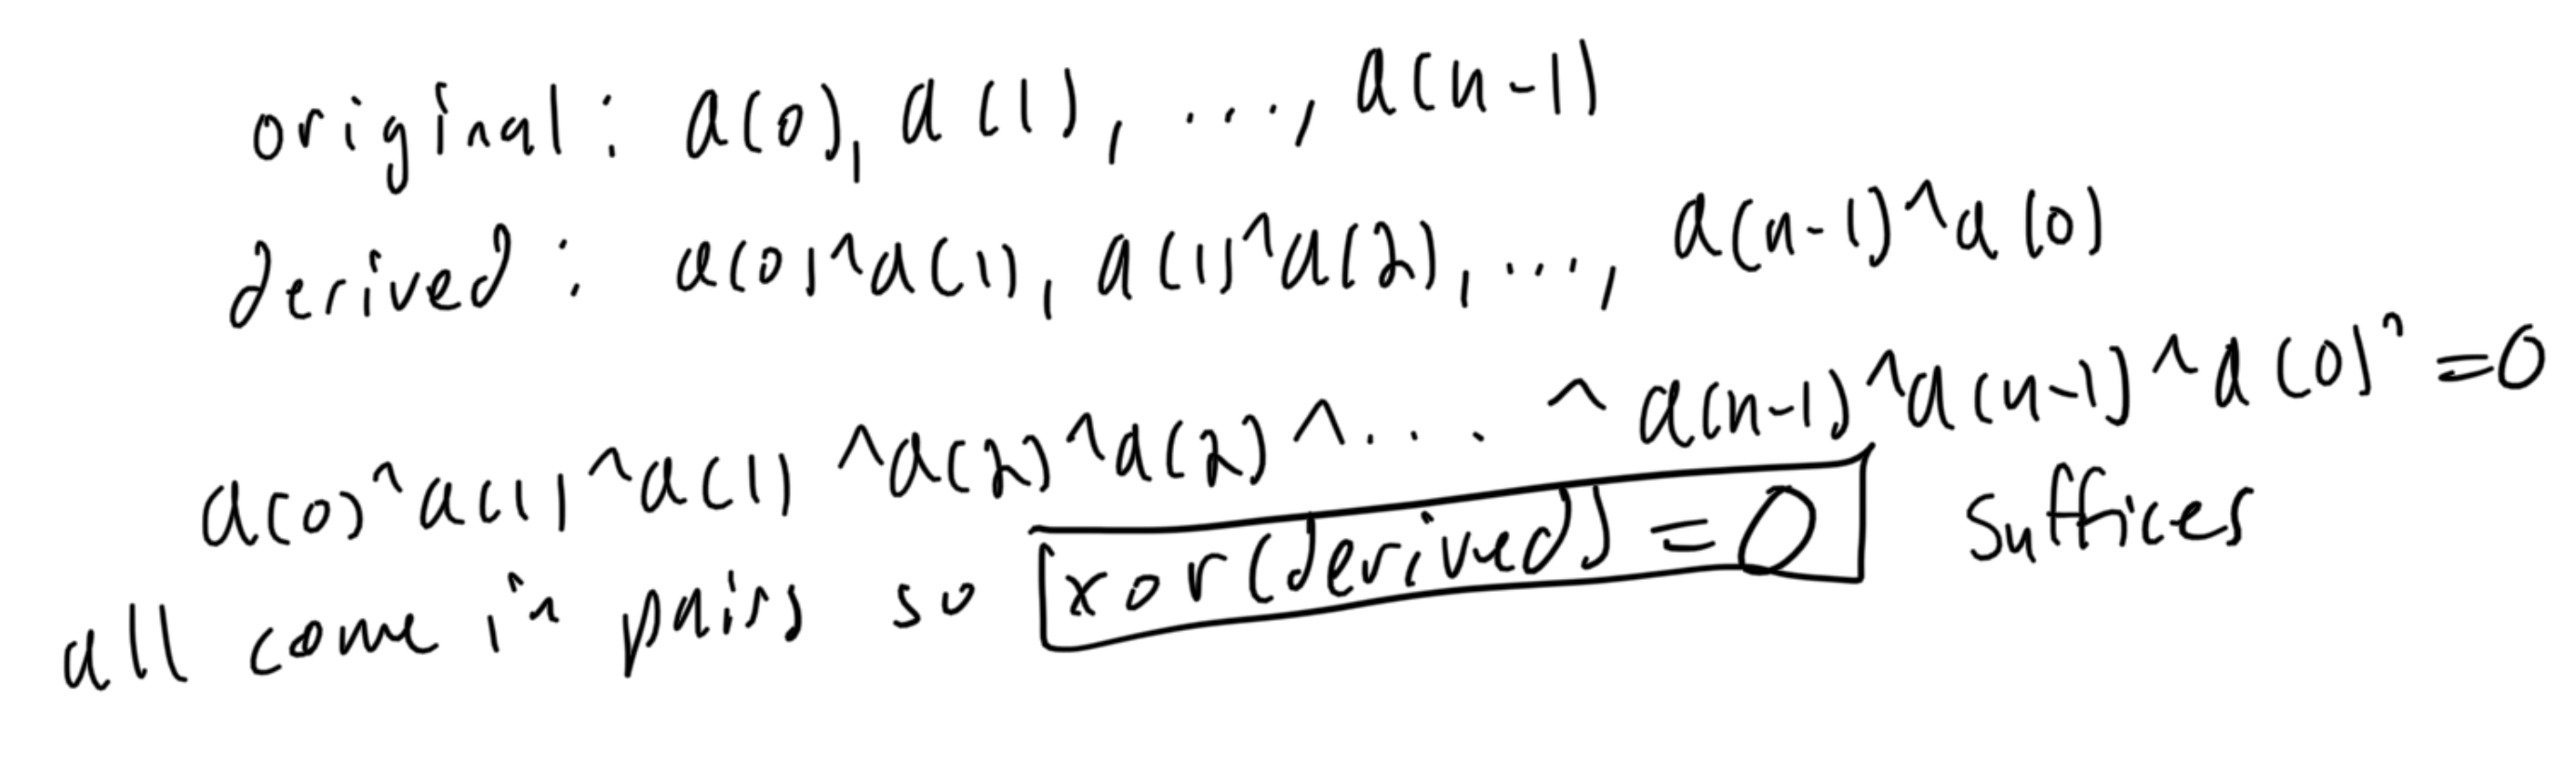 original: a(0), a(1), ..., a(n-1)
derived: a(0)^a(1), a(1)^a(2), ..., a(n-1)^a(0)
a(0)^a(1)^a(1)^a(2)^a(2)^...^a(n-1)^a(n-1)^a(0)^=0
all come in pairs so xor(derived)=0 suffices